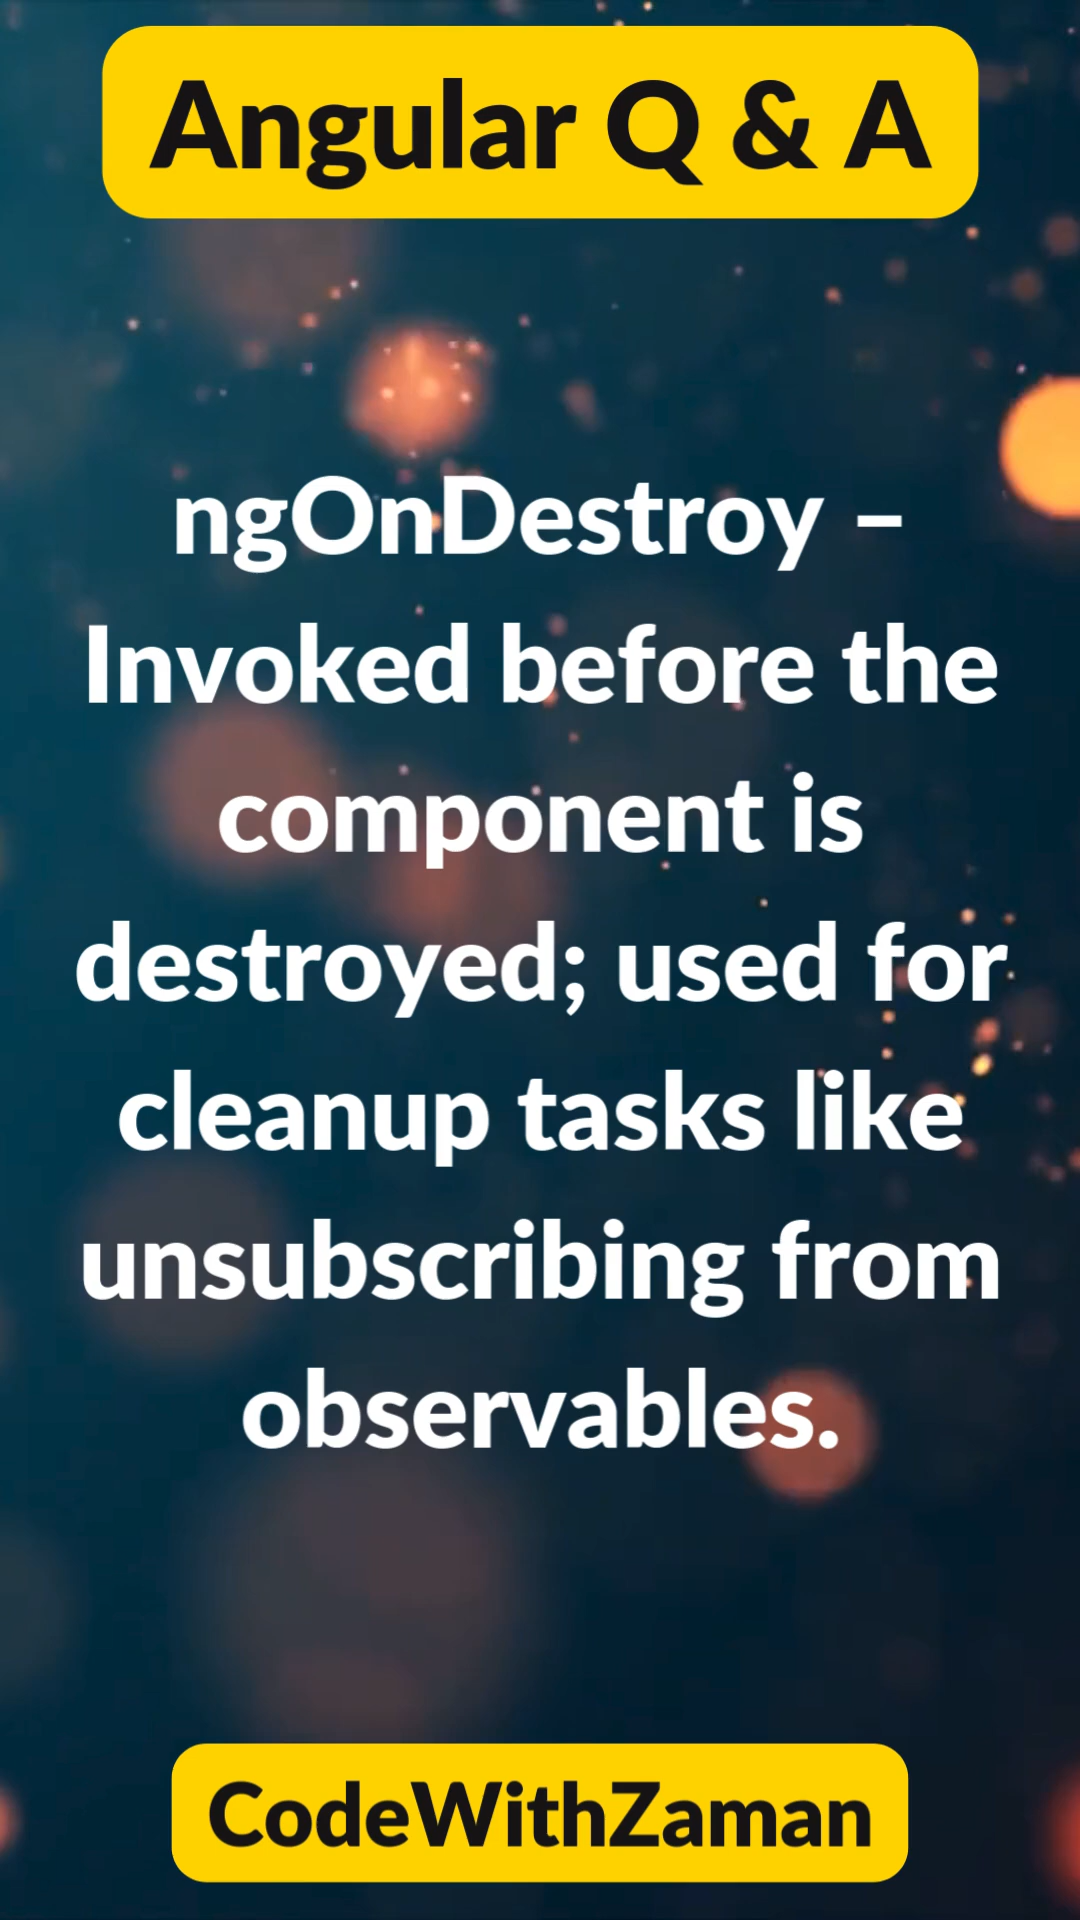 Angular Q & A
ngOnDestroy –
Invoked before the
component is
destroyed; used for
cleanup tasks like
unsubscribing from
observables.
CodeWithZaman